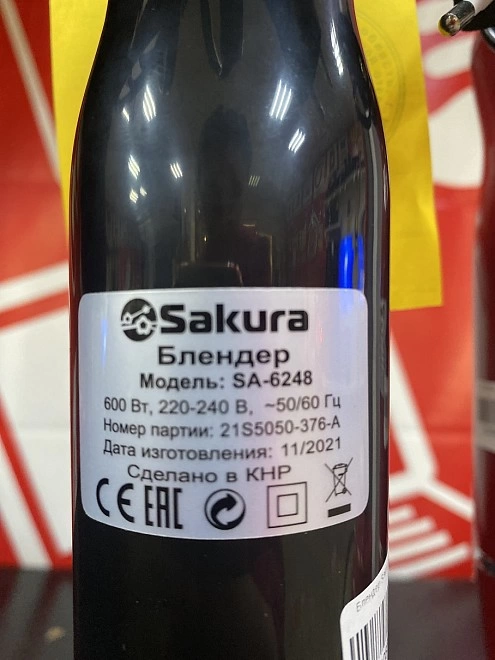 Sakura
Блендер
Модель: SA-6248
600 Вт, 220-240 В, ~50/60 Гц
Номер партии: 21S5050-376-A
Дата изготовления: 11/2021
Сделано в КНР
CE EAC